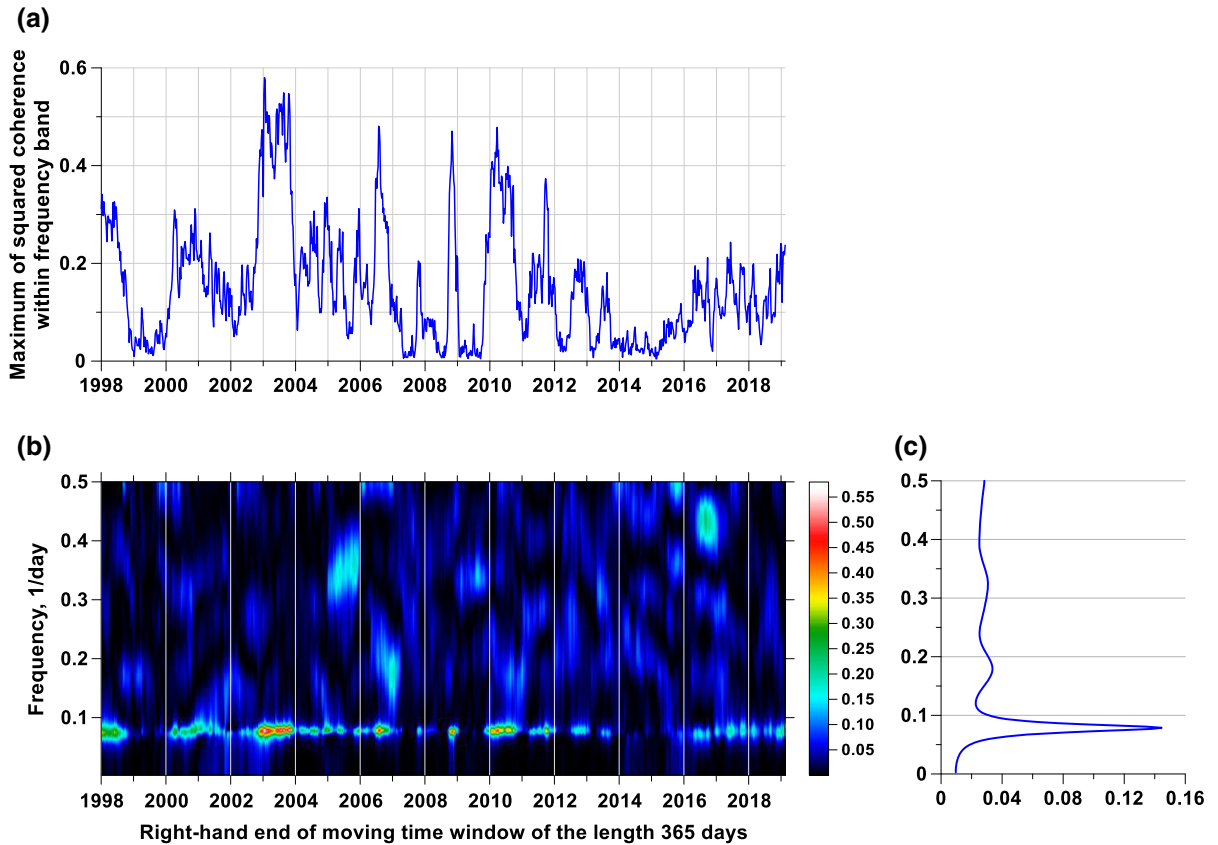 (a)
Maximum of squared coherence
within frequency band
0.6
0.4
0.2
0
1998 2000 2002 2004 2006 2008 2010 2012 2014 2016 2018
(b)
Frequency, 1/day
0.5
0.4
0.3
0.2
0.1
1998 2000 2002 2004 2006 2008 2010 2012 2014 2016 2018
Right-hand end of moving time window of the length 365 days
0.55
0.50
0.45
0.40
0.35
0.30
0.25
0.20
0.15
0.10
0.05
(c)
0.5
0.4
0.3
0.2
0.1
0
0 0.04 0.08 0.12 0.16